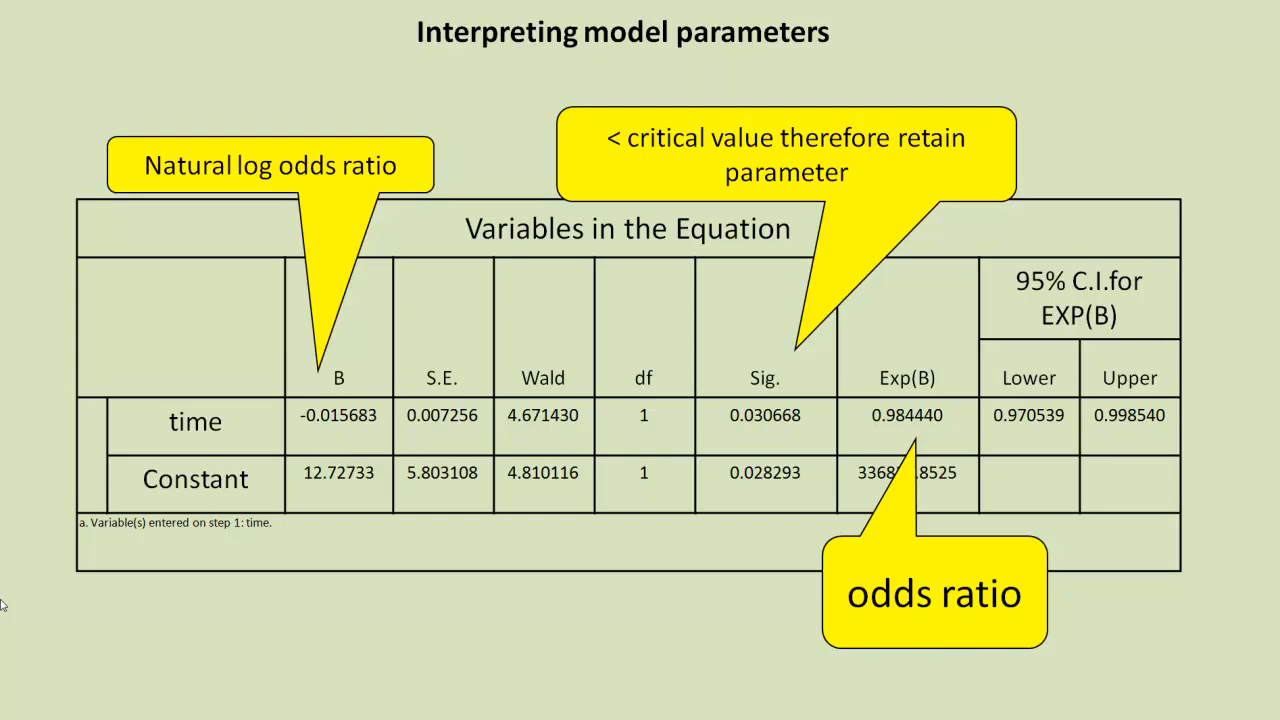 Interpreting model parameters
Natural log odds ratio
< critical value therefore retain
parameter
Variables in the Equation
95% C.I.for
EXP(B)
B S.E. Wald df Sig. Exp(B) Lower Upper
time -0.015683 0.007256 4.671430 1 0.030668 0.984440 0.970539 0.998540
Constant 12.72733 5.803108 4.810116 1 0.028293
a. Variable(s) entered on step 1: time.
odds ratio